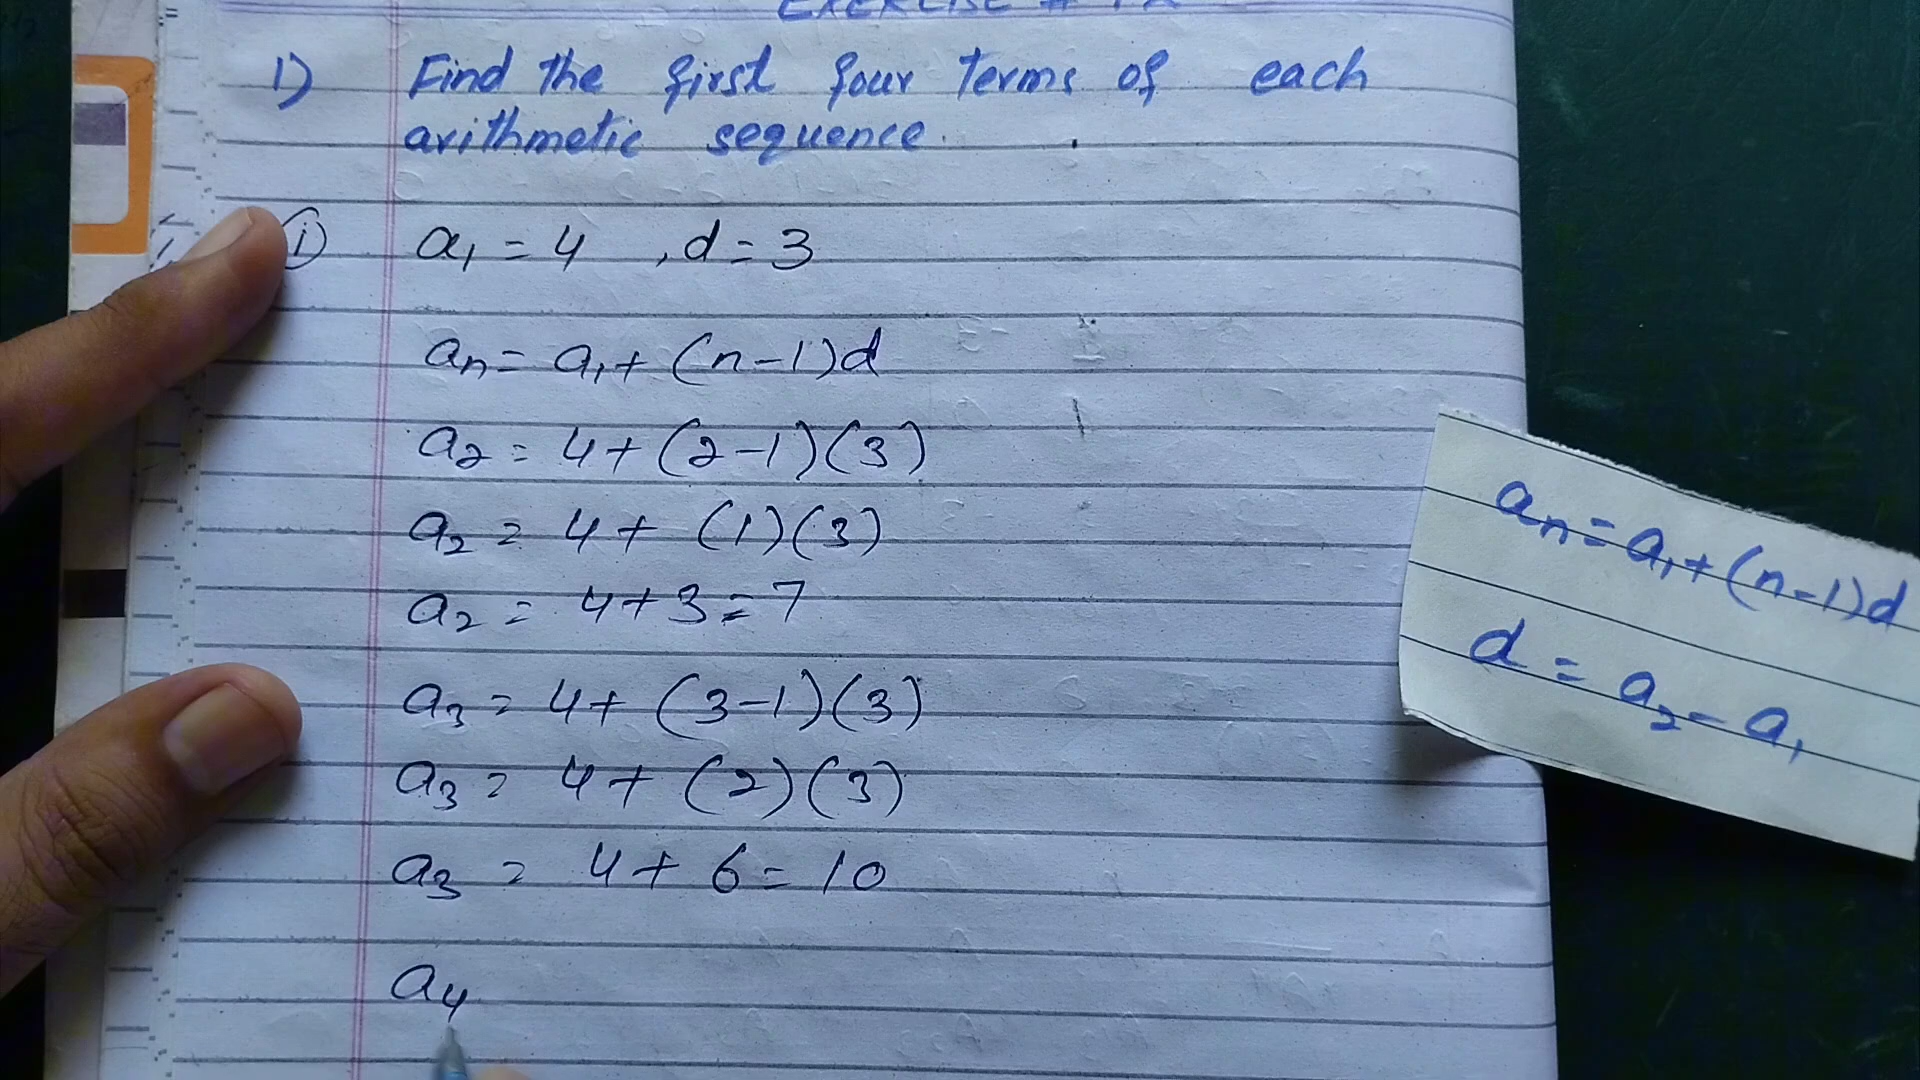 1) Find the first four terms of each
arithmetic sequence.
i a₁ = 4 , d = 3
aₙ = a₁ + (n-1)d
a₂ = 4 + (2-1)(3)
a₂ = 4 + (1)(3)
a₂ = 4 + 3 = 7
a₃ = 4 + (3-1)(3)
a₃ = 4 + (2)(3)
a₃ = 4 + 6 = 10
a₄
aₙ = a₁ + (n-1)d
d = a₂ - a₁